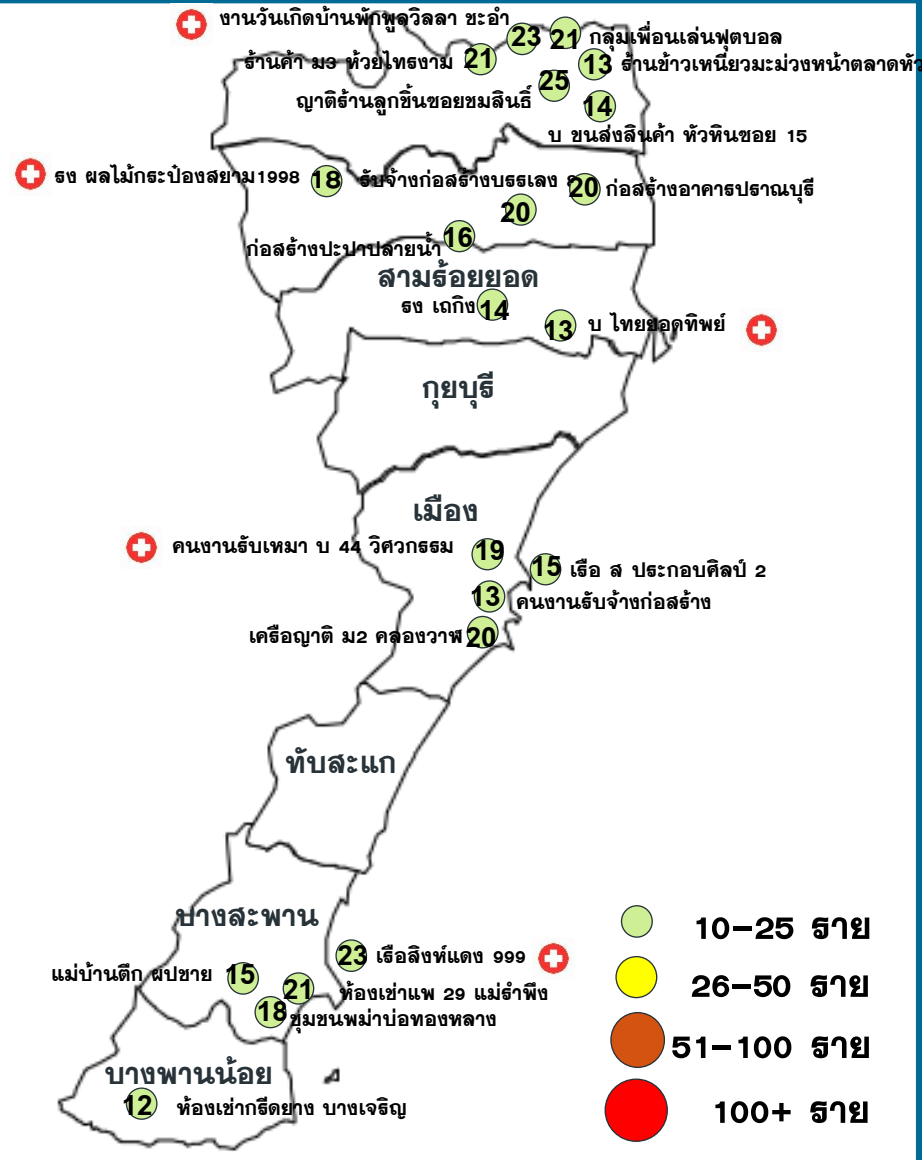 งานวันเกิดบ้านพักพูลวิลลา ชะอำ
23
21
กลุ่มเพื่อนเล่นฟุตบอล
ร้านค้า ม3 ห้วยไทรงาม
21
13
ร้านข้าวเหนียวมะม่วงหน้าตลาดหัว
ญาติร้านลูกชิ้นซอยชมสินธิ์
25
14
บ ขนส่งสินค้า หัวหินซอย 15
รง ผลไม้กระป๋องสยาม1998
18
รับจ้างก่อสร้างบรรเลง
20
ก่อสร้างอาคารปราณบุรี
20
ก่อสร้างปะปาปลายน้ำ
16
สามร้อยยอด
รง เถกิง
14
13
บ ไทยยอดทิพย์
กุยบุรี
เมือง
คนงานรับเหมา บ 44 วิศวกรรม
19
15
เรือ ส ประกอบศิลป์ 2
13
คนงานรับจ้างก่อสร้าง
เครือญาติ ม2 คลองวาฬ
20
ทับสะแก
บางสะพาน
23
เรือสิงห์แดง 999
แม่บ้านตึก ผปชาย
15
21
ห้องเช่าแพ 29 แม่รำพึง
18
ชุมชนพม่าบ่อทองหลาง
บางพานน้อย
12
ห้องเช่ากรีดยาง บางเจริญ
10-25 ราย
26-50 ราย
51-100 ราย
100+ ราย